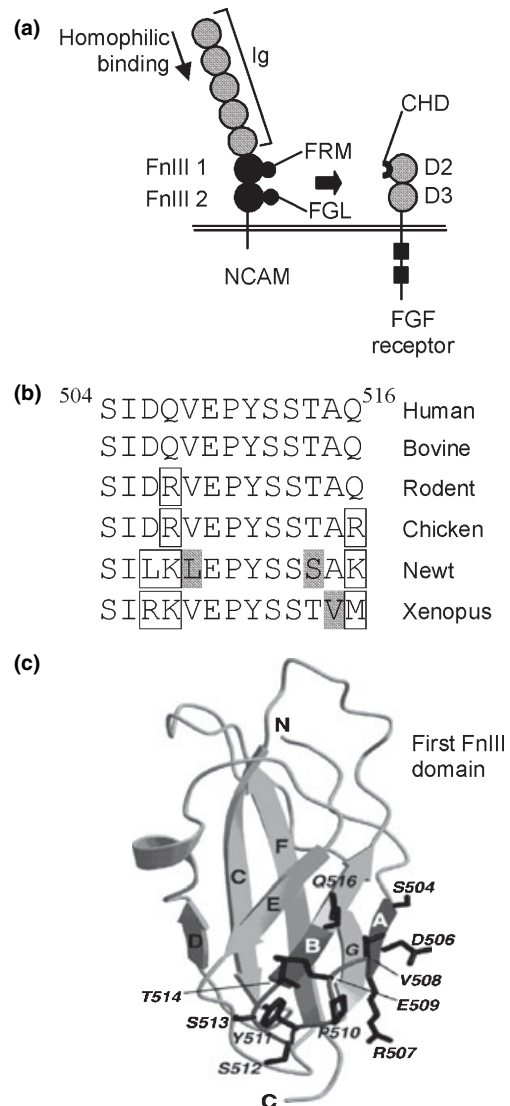 (a)
Homophilic
binding
Ig
CHD
FnIII 1
FRM
D2
FnIII 2
FGL
D3
NCAM
FGF
receptor
(b)
504 SIDQVEPYSSTAQ 516 Human
SIDQVEPYSSTAQ Bovine
SIDRVEPYSSTAQ Rodent
SIDRVEPYSSTAR Chicken
SILKLEPYSSSAK Newt
SIRKVEPYSSTVM Xenopus
(c)
N
First FnIII
domain
F
C
Q516
S504
E
A
D506
D
B
G
V508
T514
E509
S513
Y511
P510
S512
R507
C